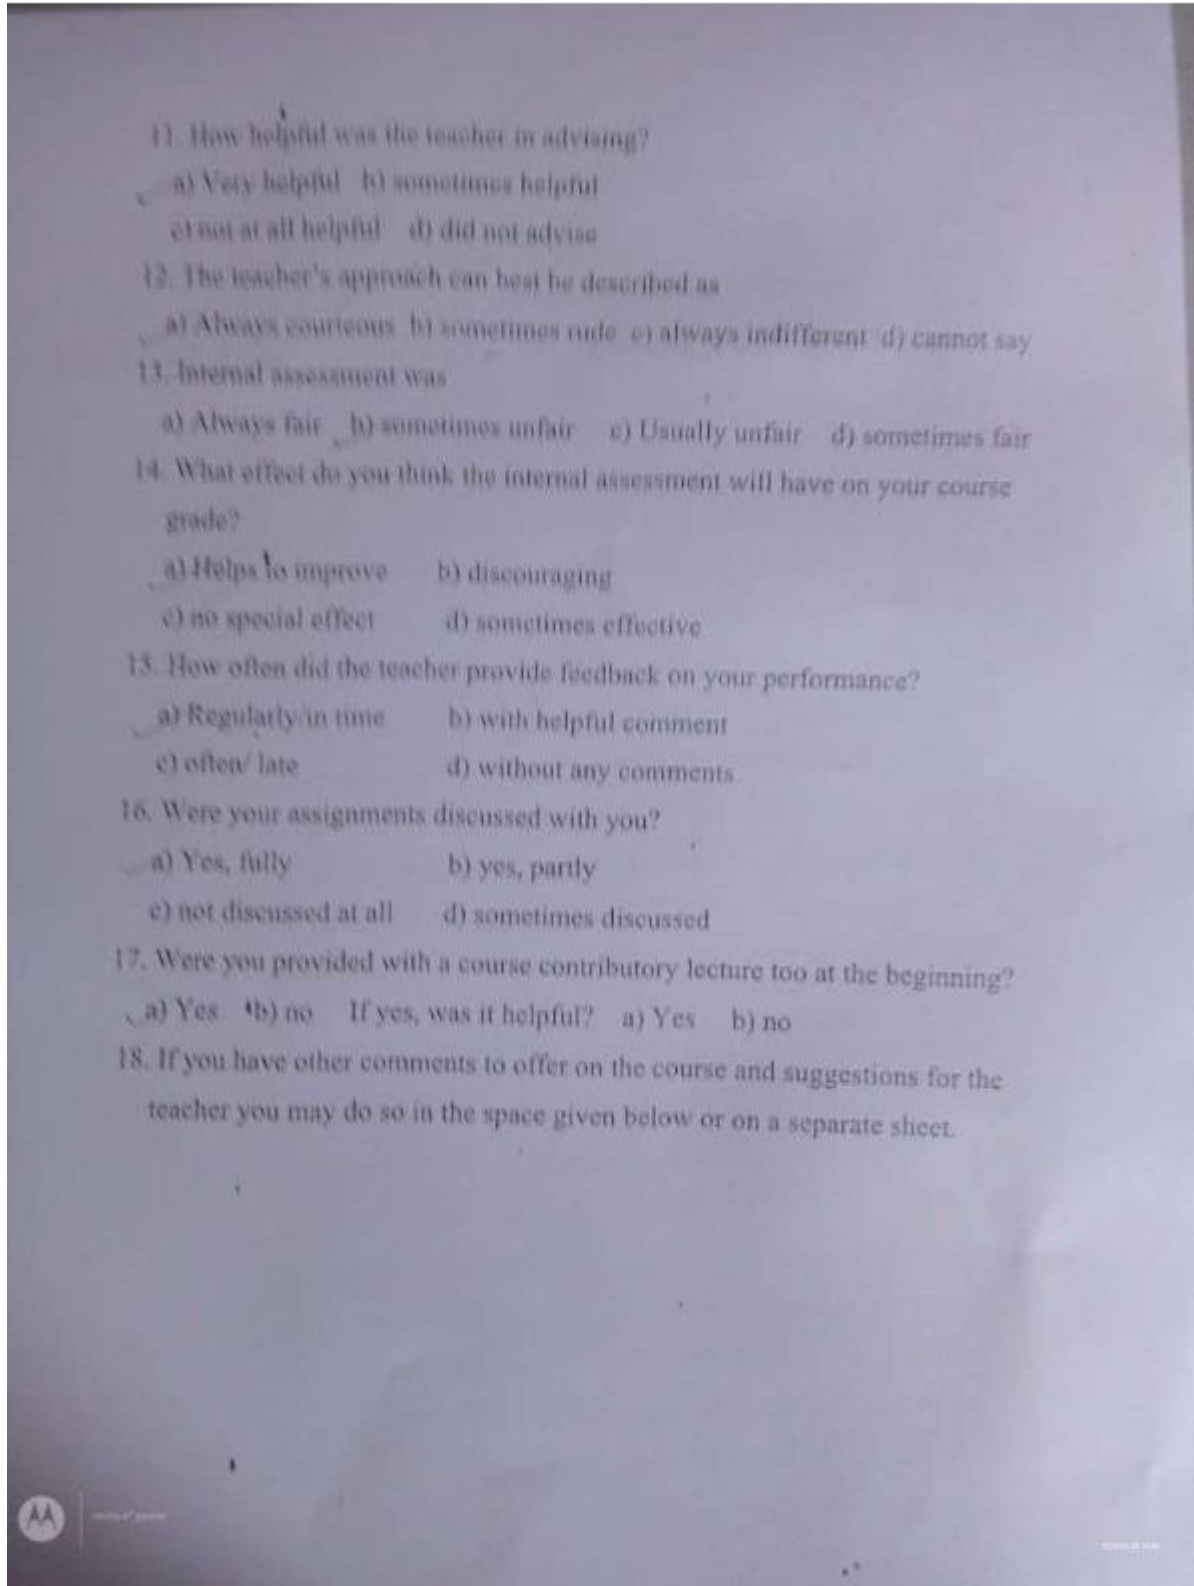 11. How helpful was the teacher in advising?
a) Very helpful b) sometimes helpful
c) not at all helpful d) did not advise
12. The teacher's approach can best be described as
a) Always courteous b) sometimes rude c) always indifferent d) cannot say
13. Internal assessment was
a) Always fair b) sometimes unfair c) Usually unfair d) sometimes fair
14. What effect do you think the internal assessment will have on your course
grade?
a) Helps to improve b) discouraging
c) no special effect d) sometimes effective
15. How often did the teacher provide feedback on your performance?
a) Regularly/in time b) with helpful comment
c) often/ late d) without any comments
16. Were your assignments discussed with you?
a) Yes, fully b) yes, partly
c) not discussed at all d) sometimes discussed
17. Were you provided with a course contributory lecture too at the beginning?
a) Yes b) no If yes, was it helpful? a) Yes b) no
18. If you have other comments to offer on the course and suggestions for the
teacher you may do so in the space given below or on a separate sheet.